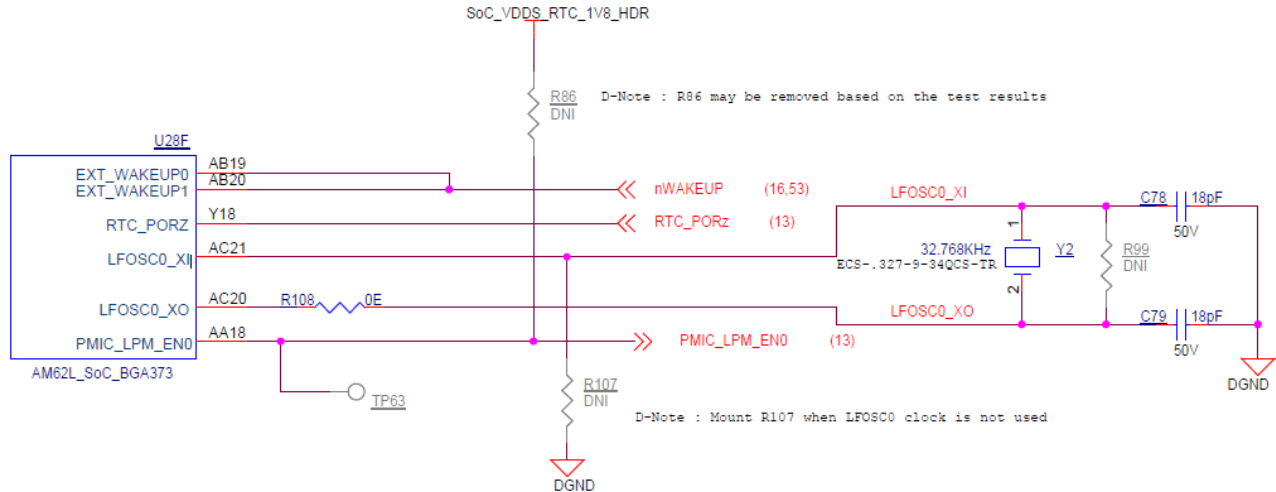 SoC_VDDS_RTC_1V8_HDR
R86
DNI
D-Note : R86 may be removed based on the test results
U28F
EXT_WAKEUP0
AB19
EXT_WAKEUP1
AB20
nWAKEUP (16,53)
RTC_PORZ
Y18
RTC_PORz (13)
LFOSC0_XI
AC21
LFOSC0_XI
C78
18pF
50V
1
32.768KHz
ECS-.327-9-34QCS-TR
Y2
2
R99
DNI
LFOSC0_XO
AC20
R108
0E
LFOSC0_XO
C79
18pF
50V
PMIC_LPM_EN0
AA18
PMIC_LPM_EN0 (13)
AM62L_SoC_BGA373
TP63
R107
DNI
D-Note : Mount R107 when LFOSC0 clock is not used
DGND
DGND